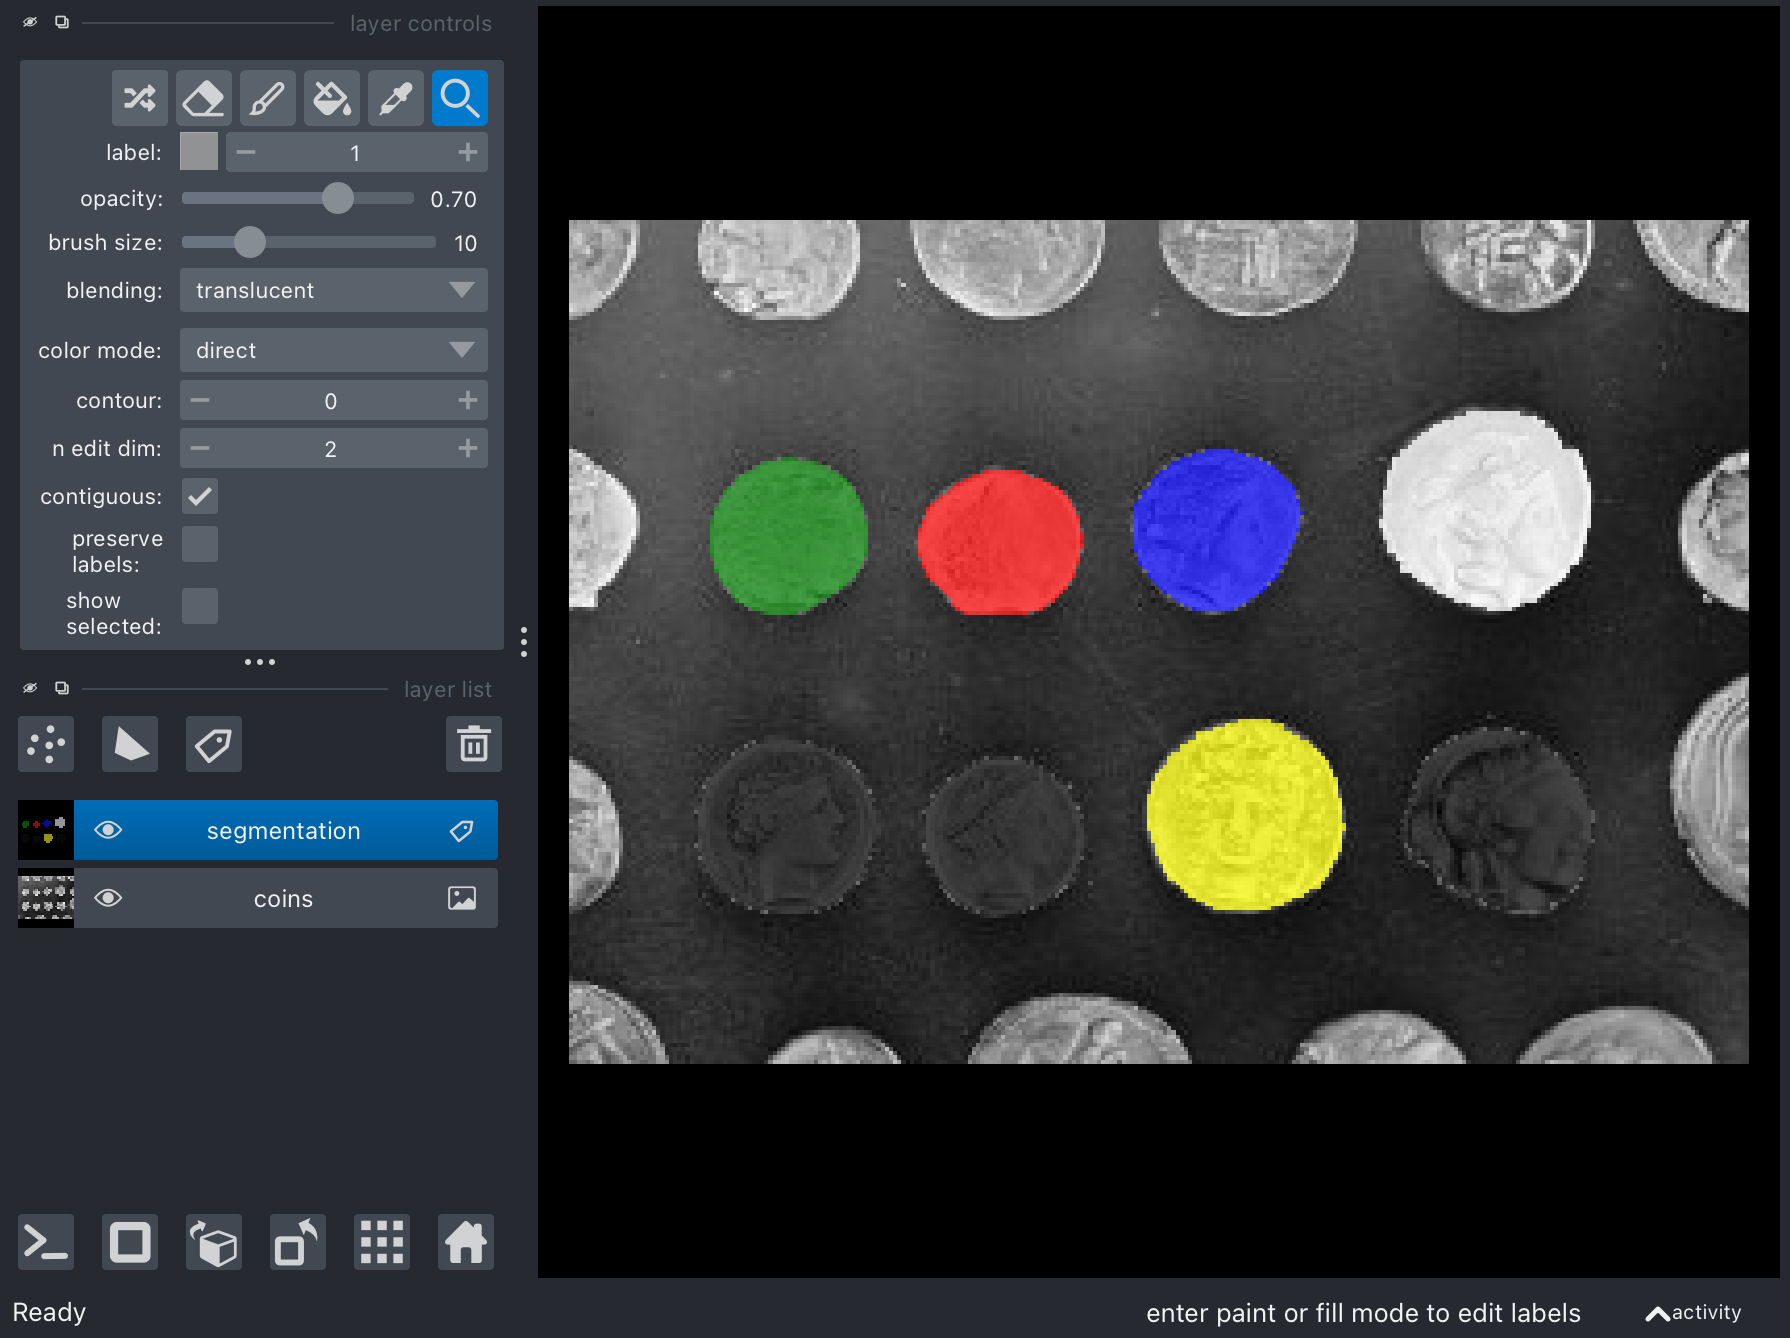 layer controls
label:
1
opacity:
0.70
brush size:
10
blending:
translucent
color mode:
direct
contour:
0
n edit dim:
2
contiguous:
preserve
labels:
show
selected:
layer list
segmentation
coins
Ready
enter paint or fill mode to edit labels
activity